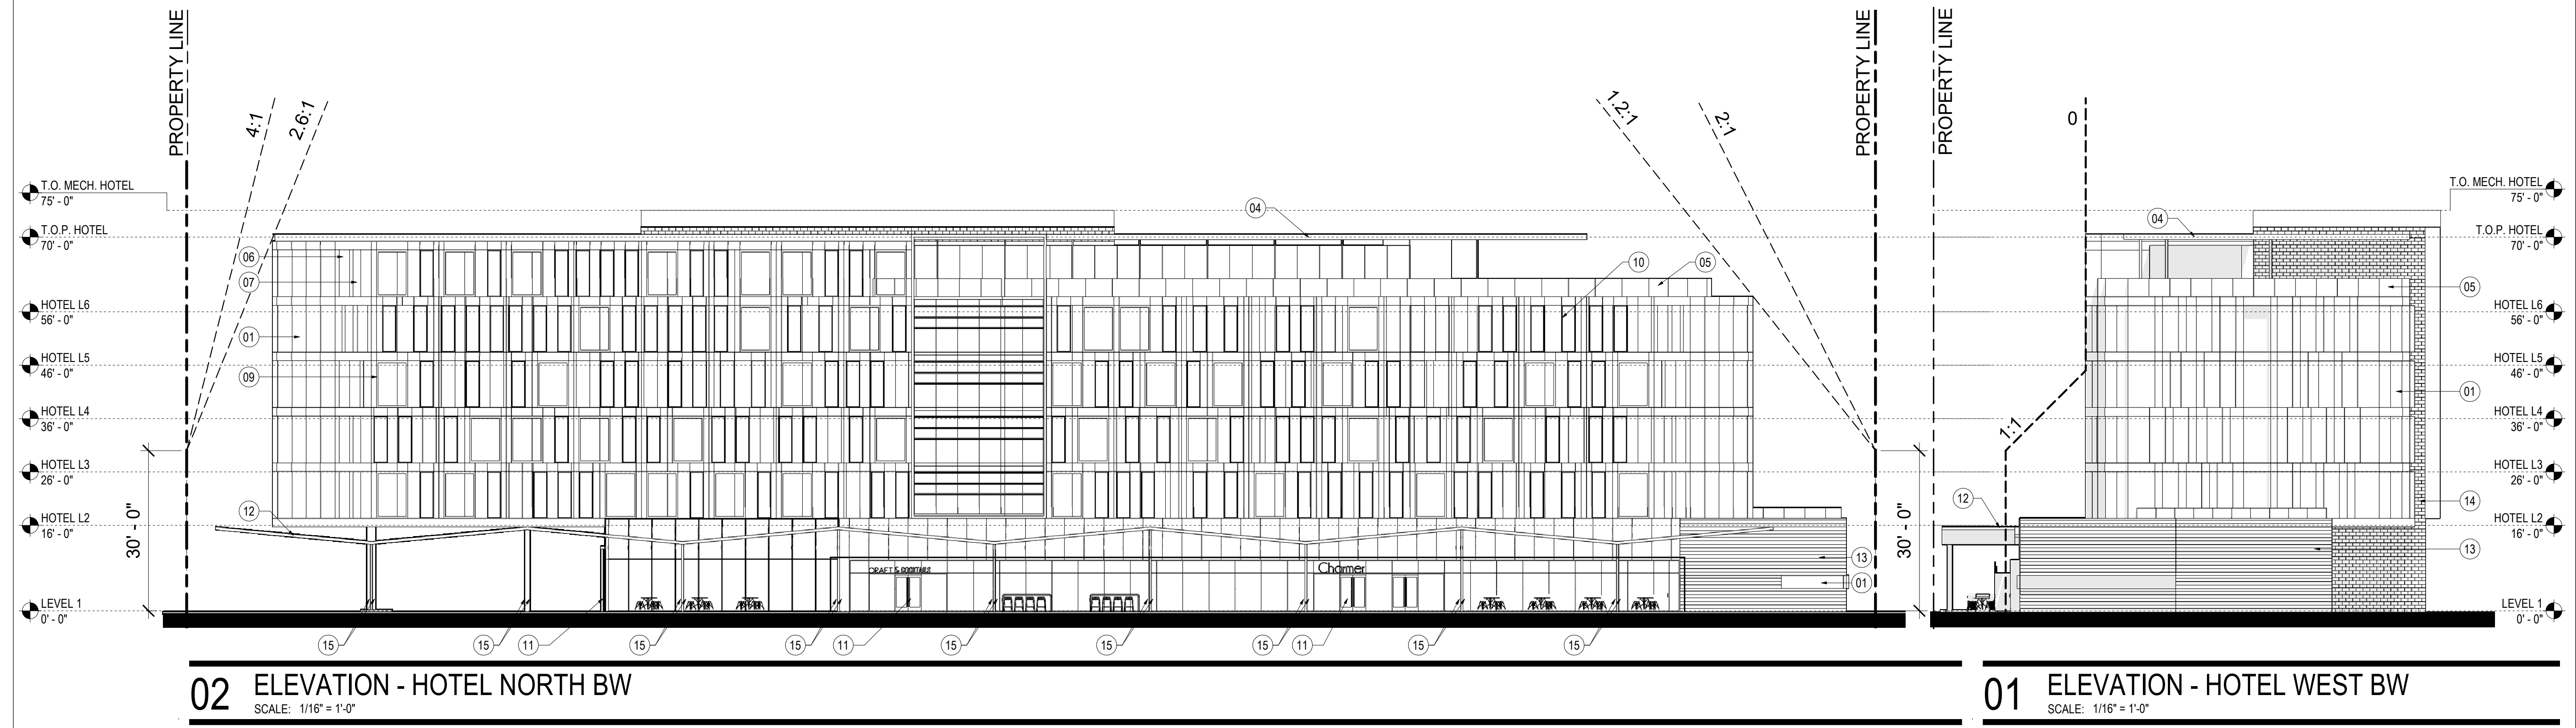 PROPERTY LINE
4:1
2.6:1
1.2:1
2:1
PROPERTY LINE
PROPERTY LINE
0
1:1
T.O. MECH. HOTEL
75' - 0"
T.O.P. HOTEL
70' - 0"
HOTEL L6
56' - 0"
HOTEL L5
46' - 0"
HOTEL L4
36' - 0"
HOTEL L3
26' - 0"
HOTEL L2
16' - 0"
LEVEL 1
0' - 0"
30' - 0"
06
07
01
09
12
04
10
05
13
01
CRAFT & COCKTAILS
Charmer
15
15
11
15
15
11
15
15
15
11
15
15
30' - 0"
04
05
01
12
14
13
T.O. MECH. HOTEL
75' - 0"
T.O.P. HOTEL
70' - 0"
HOTEL L6
56' - 0"
HOTEL L5
46' - 0"
HOTEL L4
36' - 0"
HOTEL L3
26' - 0"
HOTEL L2
16' - 0"
LEVEL 1
0' - 0"
02 ELEVATION - HOTEL NORTH BW
SCALE: 1/16" = 1'-0"
01 ELEVATION - HOTEL WEST BW
SCALE: 1/16" = 1'-0"